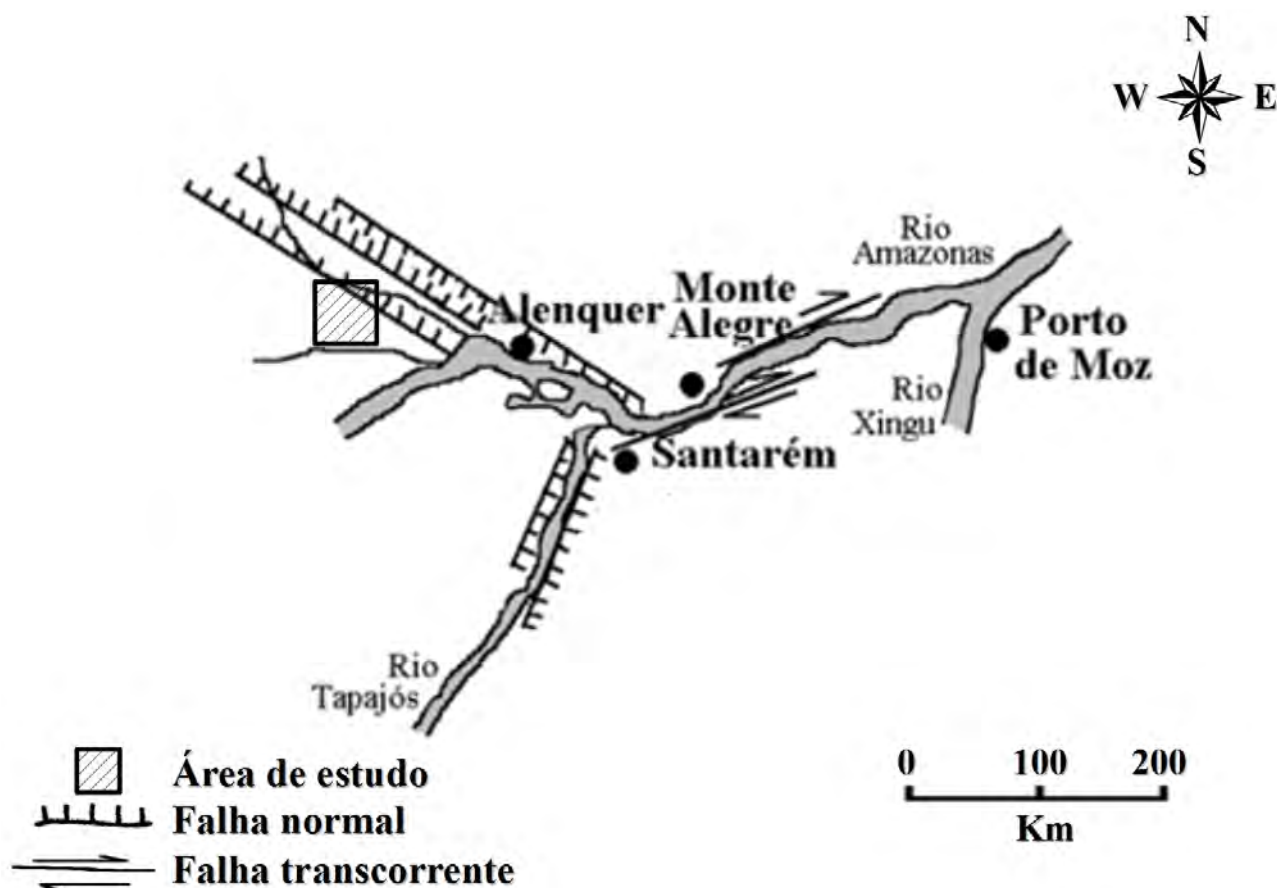 N
W E
S
Rio
Amazonas
Monte
Alegre
Alenquer
Porto
de Moz
Rio
Xingu
Santarém
Rio
Tapajós
Área de estudo
Falha normal
Falha transcorrente
0 100 200
Km